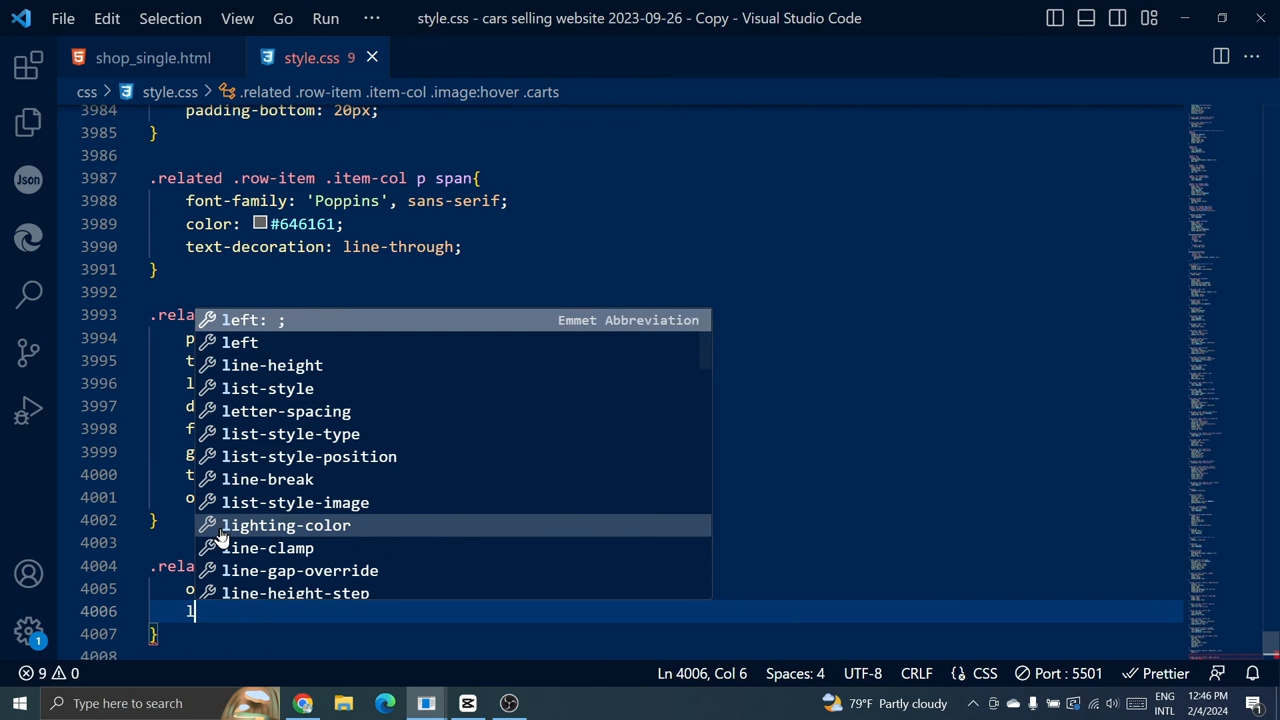 File Edit Selection View Go Run ··· style.css - cars selling website 2023-09-26 - Copy - Visual Studio Code
shop_single.html style.css 9
css > style.css > .related .row-item .item-col .image:hover .carts
3984 padding-bottom: 20px;
3985 }
3986
3987 .related .row-item .item-col span{
3988 font-family: 'Poppins', sans-serif;
3989 color: #646161;
3990 text-decoration: line-through;
3991 }
3992
3993 .rela
left: ; Emmet Abbreviation
3994 p
left
3995 t
line-height
3996 l
list-style
3997 d
letter-spacing
3998 f
list-style-type
3999 g
list-style-position
4000 t
line-break
4001 o
list-style-image
4002 }
lighting-color
4003
line-clamp
4004 .rela
line-gap-override
4005 o
line-height-step
4006 l
4007 }
4008
9 0 Ln 4006, Col 6 Spaces: 4 UTF-8 CRLF CSS Port : 5501 Prettier
Type here to search 79°F Partly cloudy ENG INTL 12:46 PM 2/4/2024
Json
1